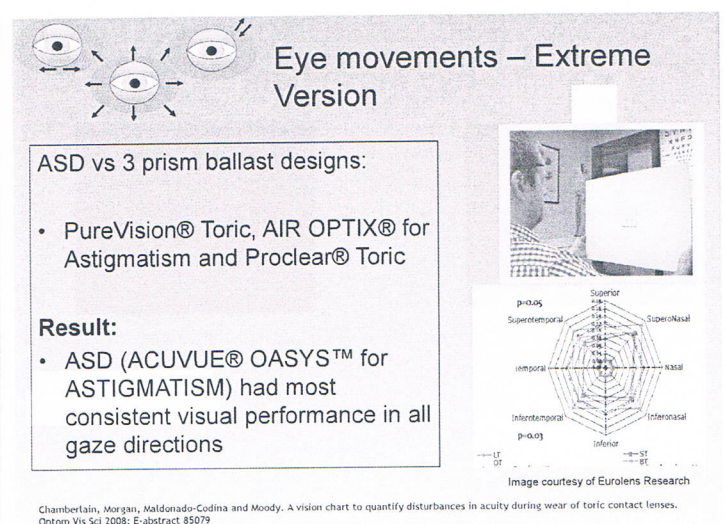 Eye movements – Extreme
Version
ASD vs 3 prism ballast designs:
• PureVision® Toric, AIR OPTIX® for
Astigmatism and Proclear® Toric
Result:
• ASD (ACUVUE® OASYS™ for
ASTIGMATISM) had most
consistent visual performance in all
gaze directions
Superior
p=0.05
Superotemporal
SuperoNasal
Temporal
Nasal
Inferotemporal
Inferonasal
p=0.03
Inferior
LT
ST
OT
BT
Image courtesy of Eurolens Research
Chamberlain, Morgan, Maldonado-Codina and Moody. A vision chart to quantify disturbances in acuity during wear of toric contact lenses.
Optom Vis Sci 2008; E-abstract 85079